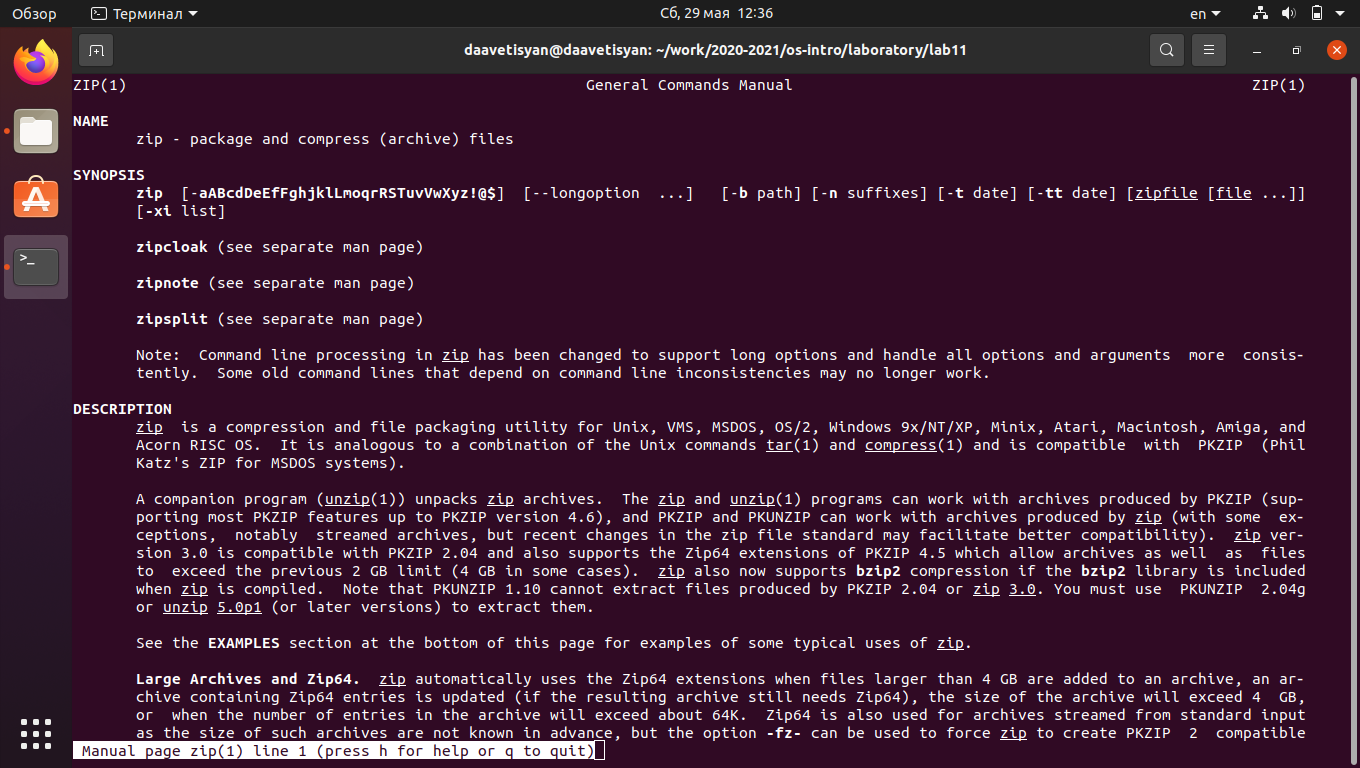 Обзор Терминал Сб, 29 мая 12:36 en
daavetisyan@daavetisyan: ~/work/2020-2021/os-intro/laboratory/lab11
ZIP(1) General Commands Manual ZIP(1)
NAME
zip - package and compress (archive) files
SYNOPSIS
zip [-aABcdDeEfFghjklLmoqrRSTuvVwXyz!@$] [--longoption ...] [-b path] [-n suffixes] [-t date] [-tt date] [zipfile [file ...]]
[-xi list]
zipcloak (see separate man page)
zipnote (see separate man page)
zipsplit (see separate man page)
Note: Command line processing in zip has been changed to support long options and handle all options and arguments more consis-
tently. Some old command lines that depend on command line inconsistencies may no longer work.
DESCRIPTION
zip is a compression and file packaging utility for Unix, VMS, MSDOS, OS/2, Windows 9x/NT/XP, Minix, Atari, Macintosh, Amiga, and
Acorn RISC OS. It is analogous to a combination of the Unix commands tar(1) and compress(1) and is compatible with PKZIP (Phil
Katz's ZIP for MSDOS systems).
A companion program (unzip(1)) unpacks zip archives. The zip and unzip(1) programs can work with archives produced by PKZIP (sup-
porting most PKZIP features up to PKZIP version 4.6), and PKZIP and PKUNZIP can work with archives produced by zip (with some ex-
ceptions, notably streamed archives, but recent changes in the zip file standard may facilitate better compatibility). zip ver-
sion 3.0 is compatible with PKZIP 2.04 and also supports the Zip64 extensions of PKZIP 4.5 which allow archives as well as files
to exceed the previous 2 GB limit (4 GB in some cases). zip also now supports bzip2 compression if the bzip2 library is included
when zip is compiled. Note that PKUNZIP 1.10 cannot extract files produced by PKZIP 2.04 or zip 3.0. You must use PKUNZIP 2.04g
or unzip 5.0p1 (or later versions) to extract them.
See the EXAMPLES section at the bottom of this page for examples of some typical uses of zip.
Large Archives and Zip64. zip automatically uses the Zip64 extensions when files larger than 4 GB are added to an archive, an ar-
chive containing Zip64 entries is updated (if the resulting archive still needs Zip64), the size of the archive will exceed 4 GB,
or when the number of entries in the archive will exceed about 64K. Zip64 is also used for archives streamed from standard input
as the size of such archives are not known in advance, but the option -fz- can be used to force zip to create PKZIP 2 compatible
Manual page zip(1) line 1 (press h for help or q to quit)